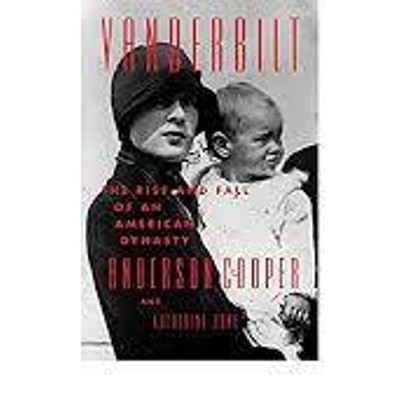 VANDERBILT
THE RISE AND FALL
OF AN
AMERICAN
DYNASTY
ANDERSON COOPER
AND
KATHERINE HOWE